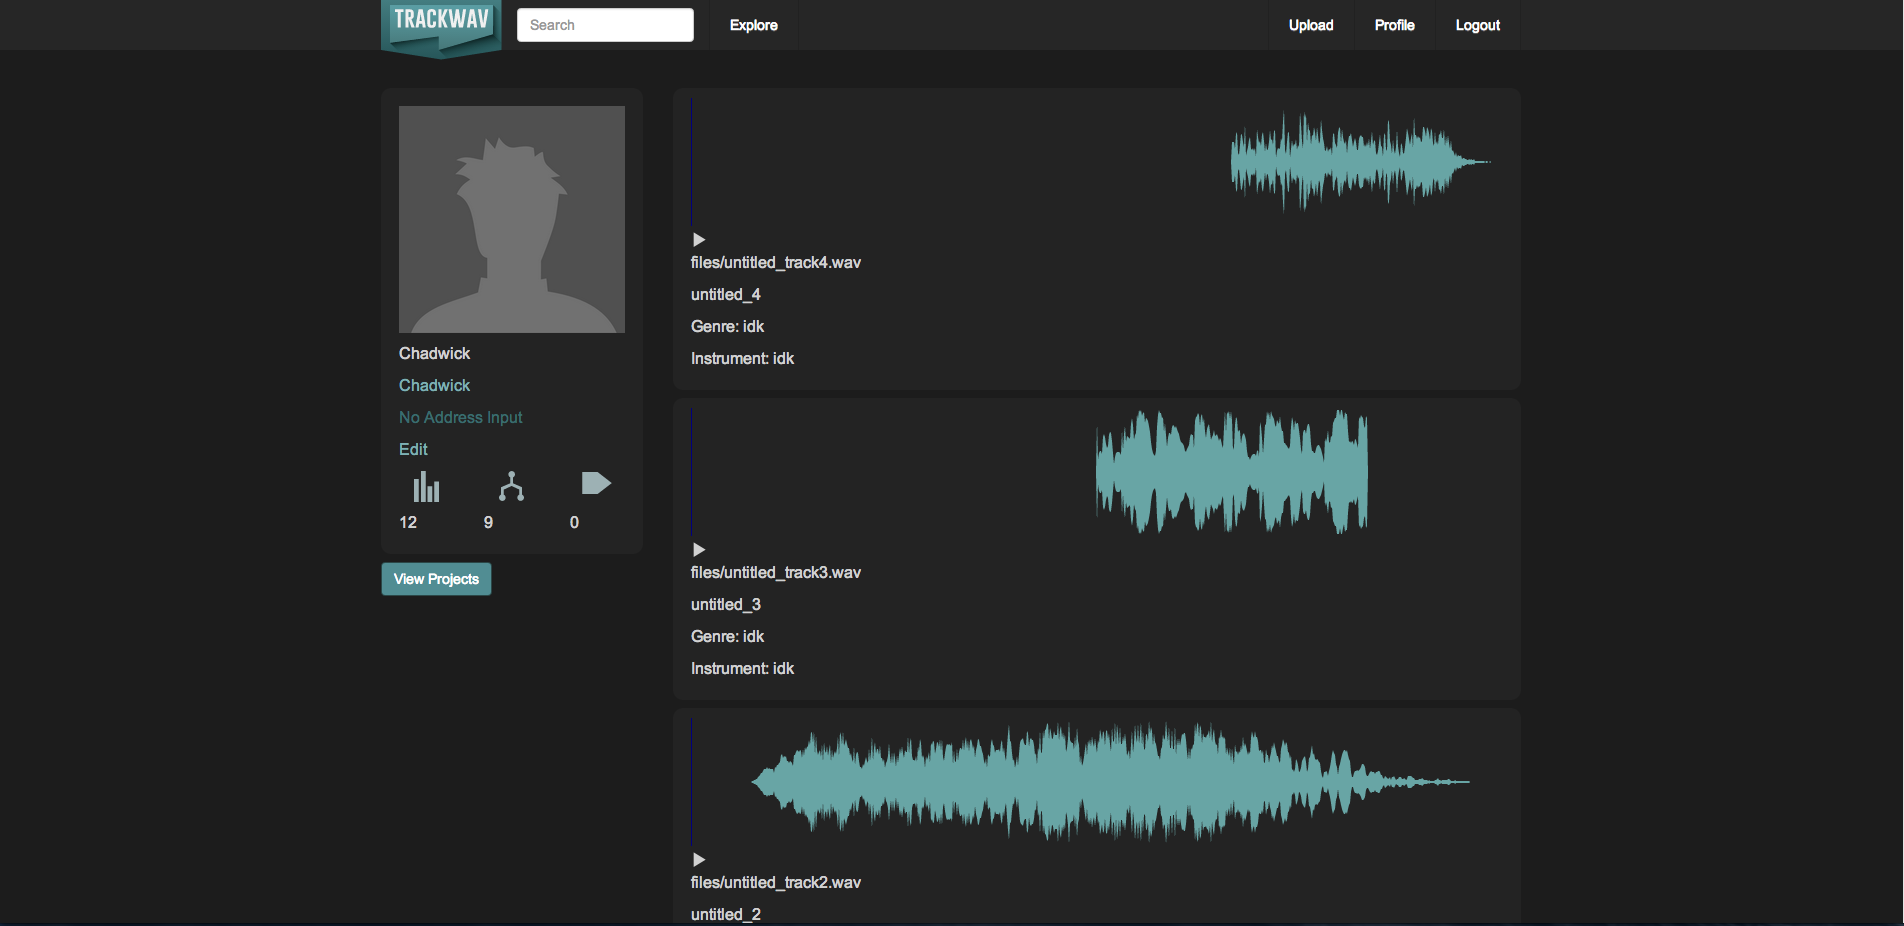 TRACKWAV
Search
Explore
Upload
Profile
Logout
Chadwick
Chadwick
No Address Input
Edit
12
9
0
View Projects
files/untitled_track4.wav
untitled_4
Genre: idk
Instrument: idk
files/untitled_track3.wav
untitled_3
Genre: idk
Instrument: idk
files/untitled_track2.wav
untitled_2